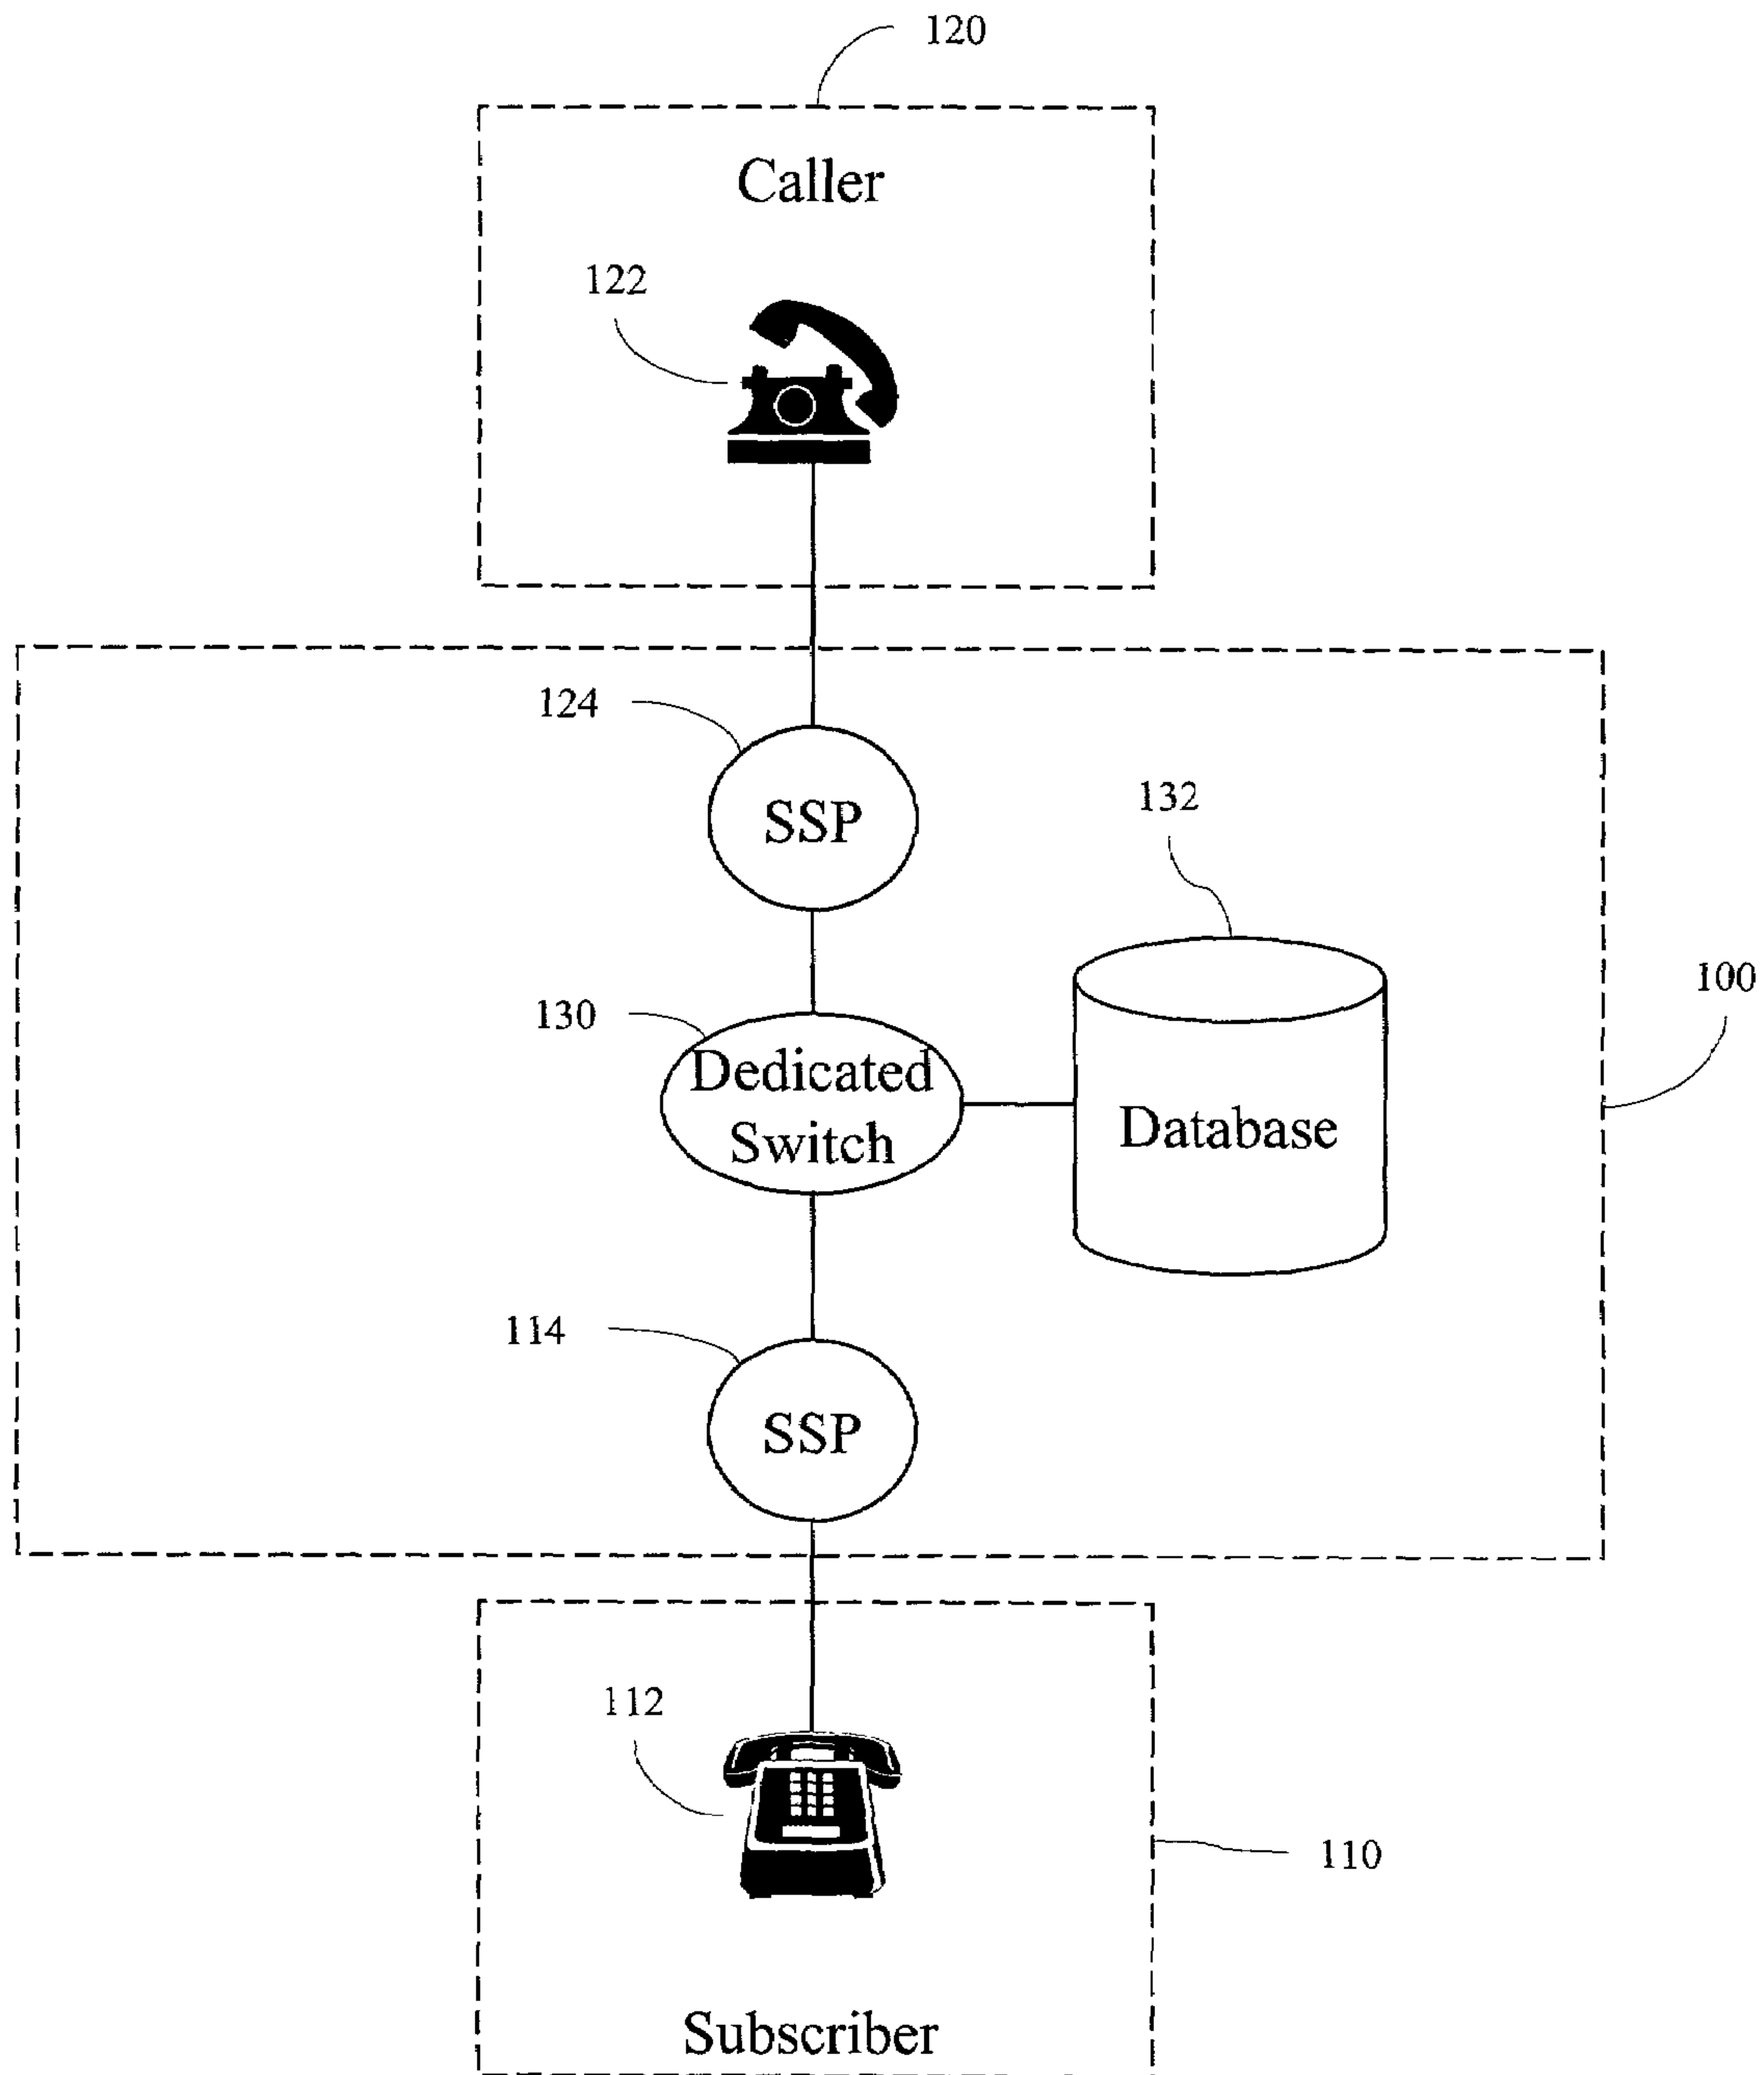 120
Caller
122
124
SSP
132
100
130
Dedicated
Switch
Database
114
SSP
112
110
Subscriber